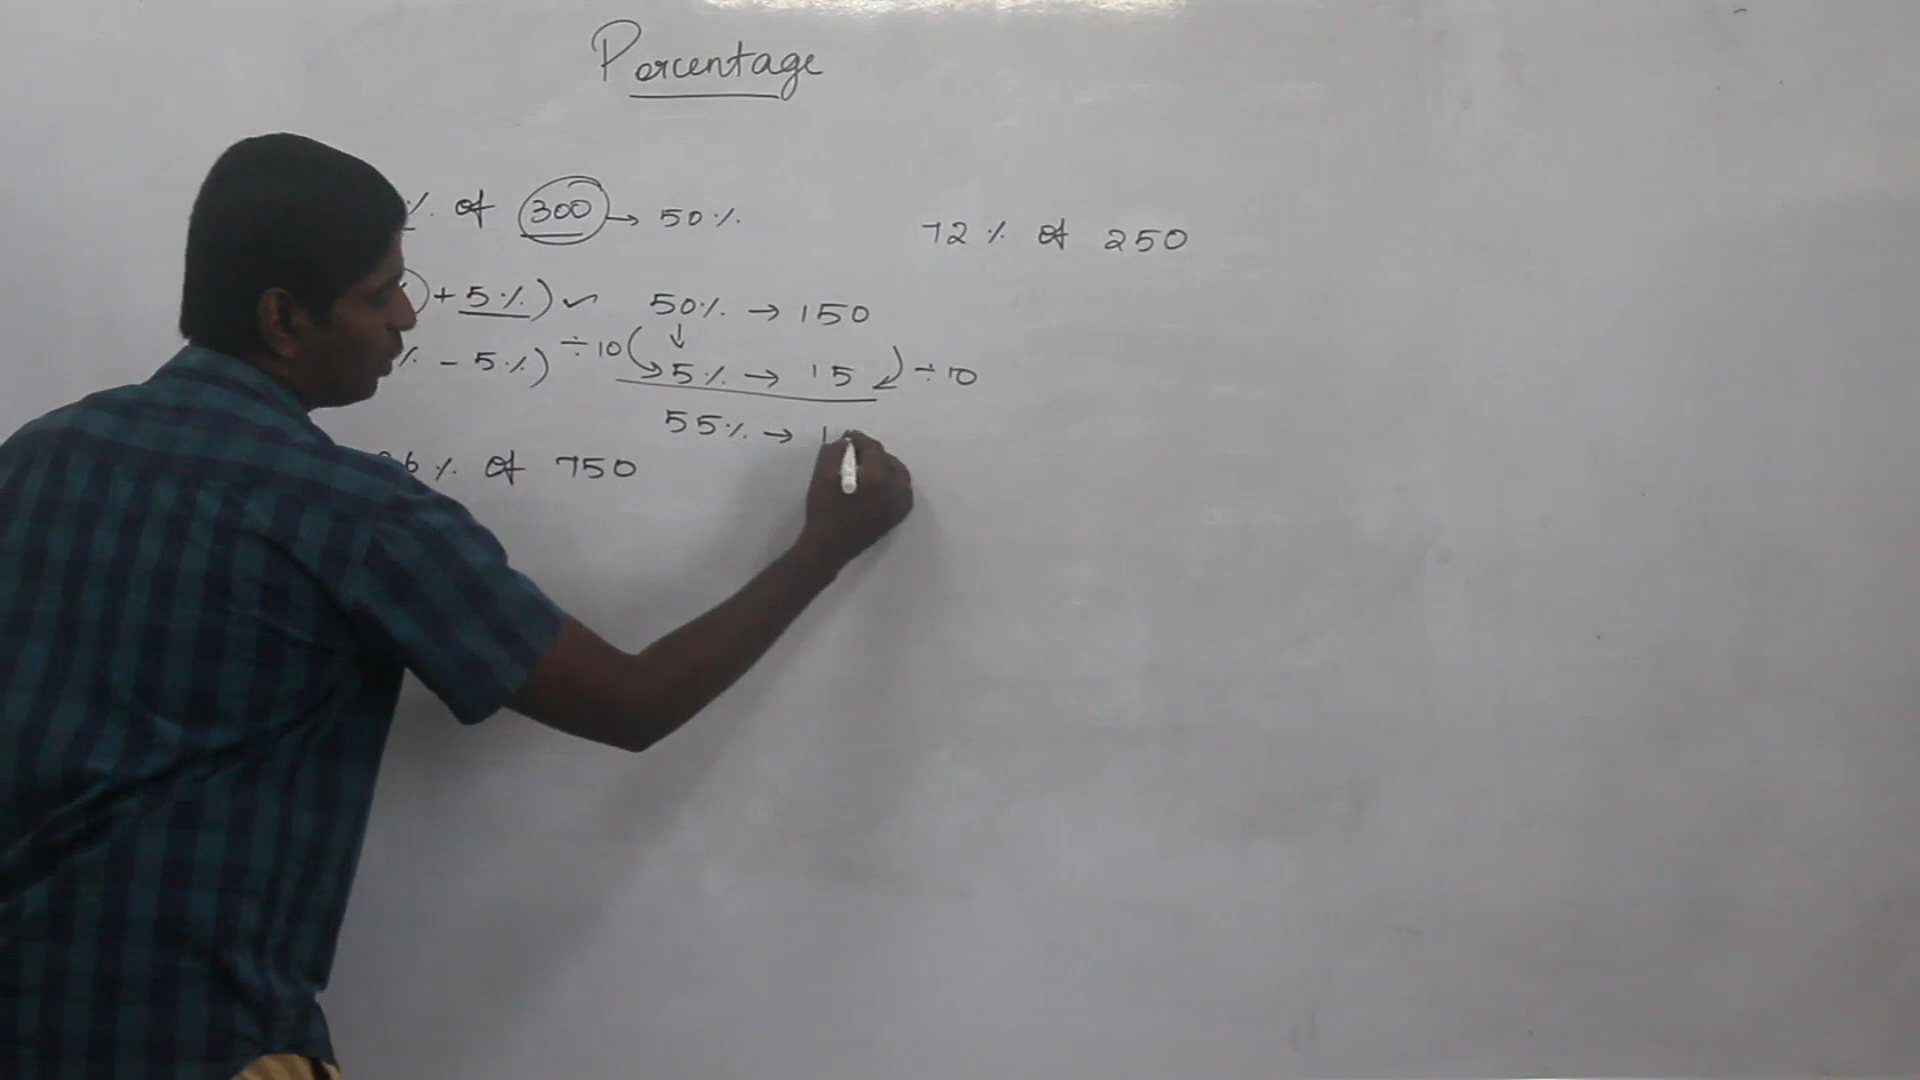 Percentage
% of 300 → 50%
+ 5%) ✓
% - 5%)
50% → 150
÷10 5% → 15 ÷10
55% → 1
6% of 750
72% of 250